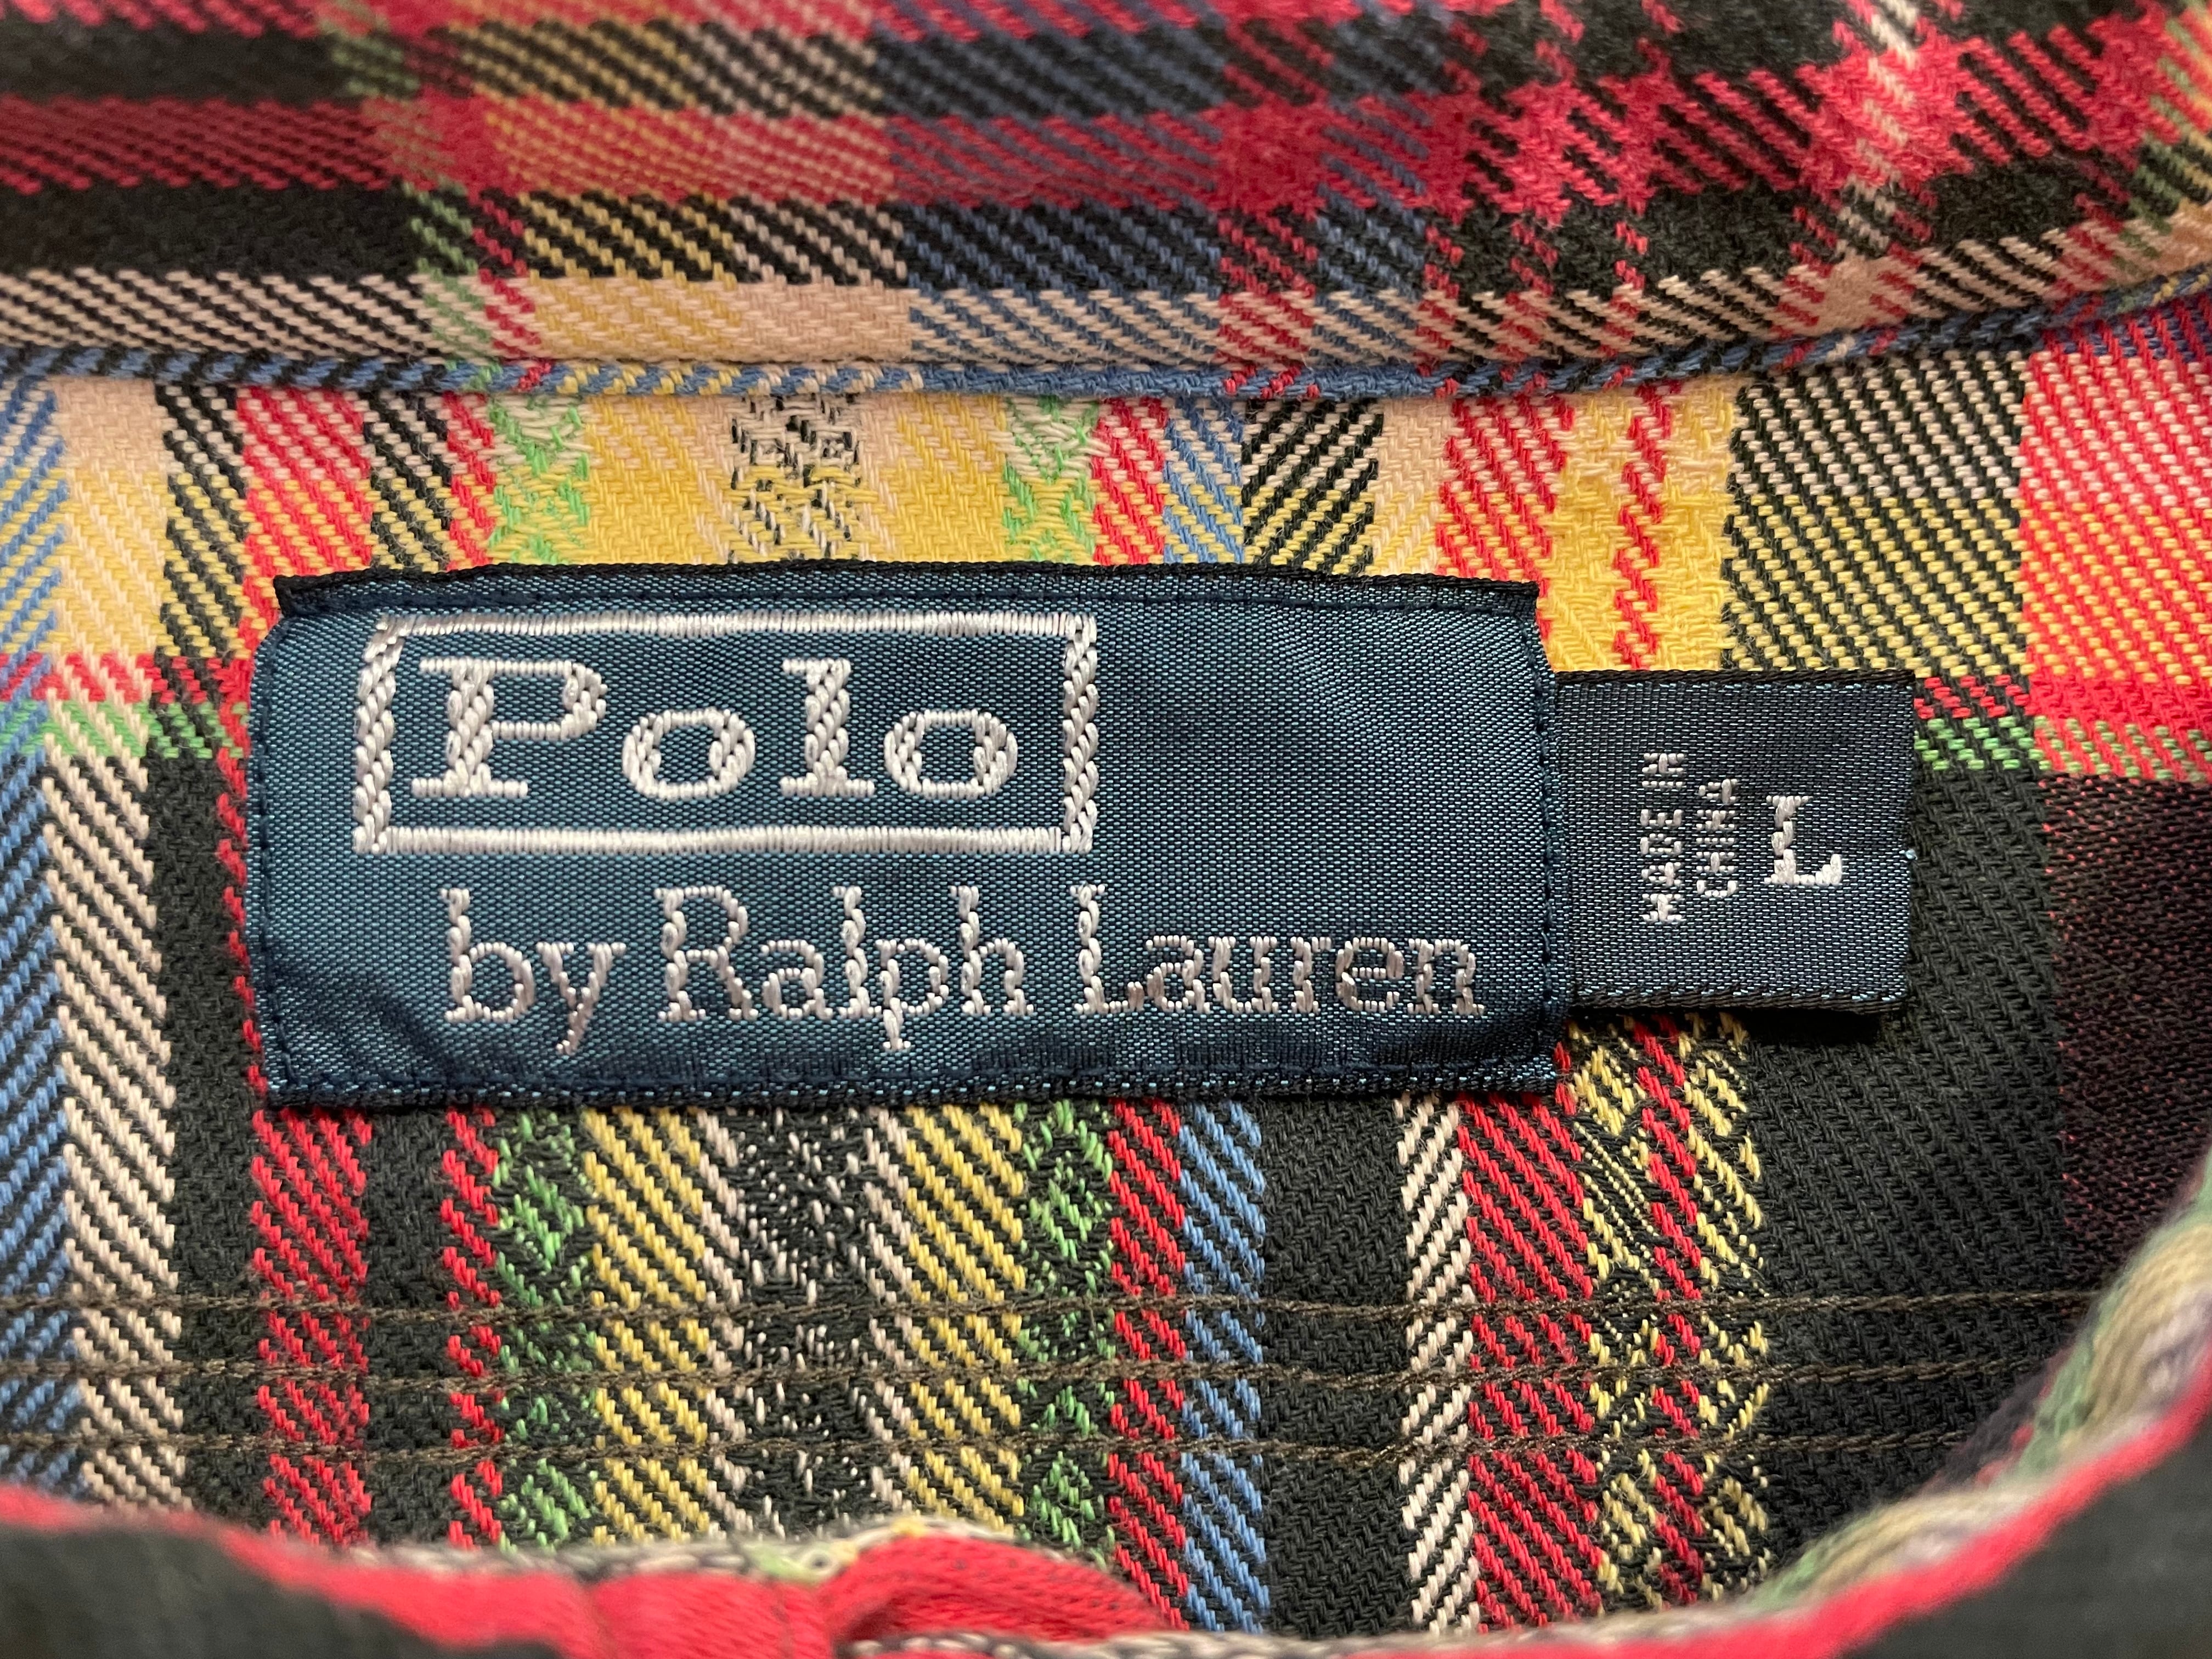 Polo
by Ralph Lauren
MADE IN
CHINA
L